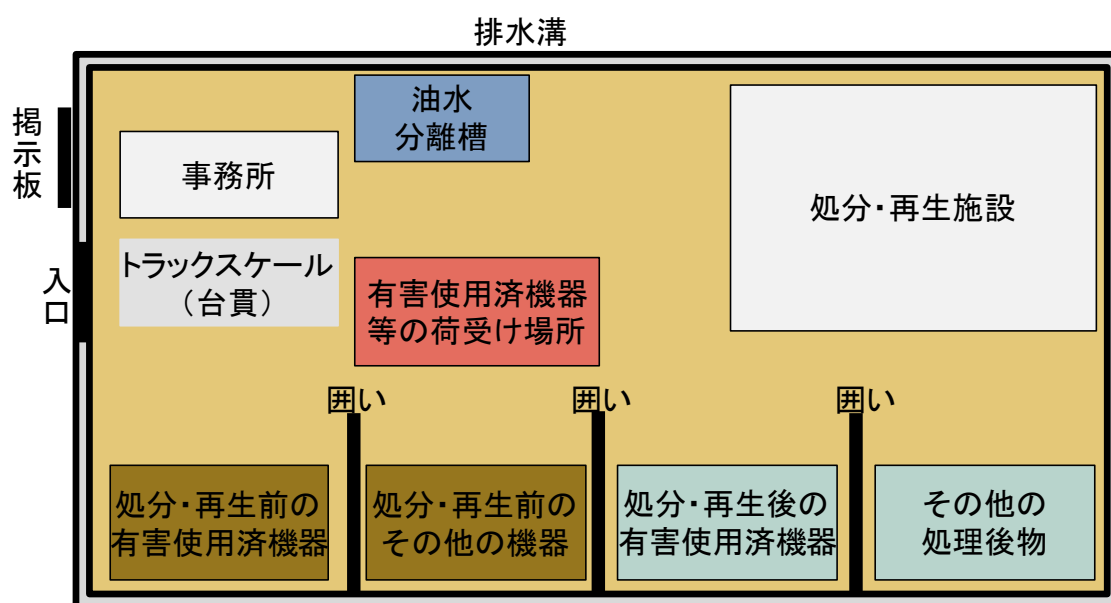 排水溝
掲示板
事務所
油水
分離槽
処分・再生施設
入口
トラックスケール
（台貫）
有害使用済機器
等の荷受け場所
囲い
囲い
囲い
処分・再生前の
有害使用済機器
処分・再生前の
その他の機器
処分・再生後の
有害使用済機器
その他の
処理後物